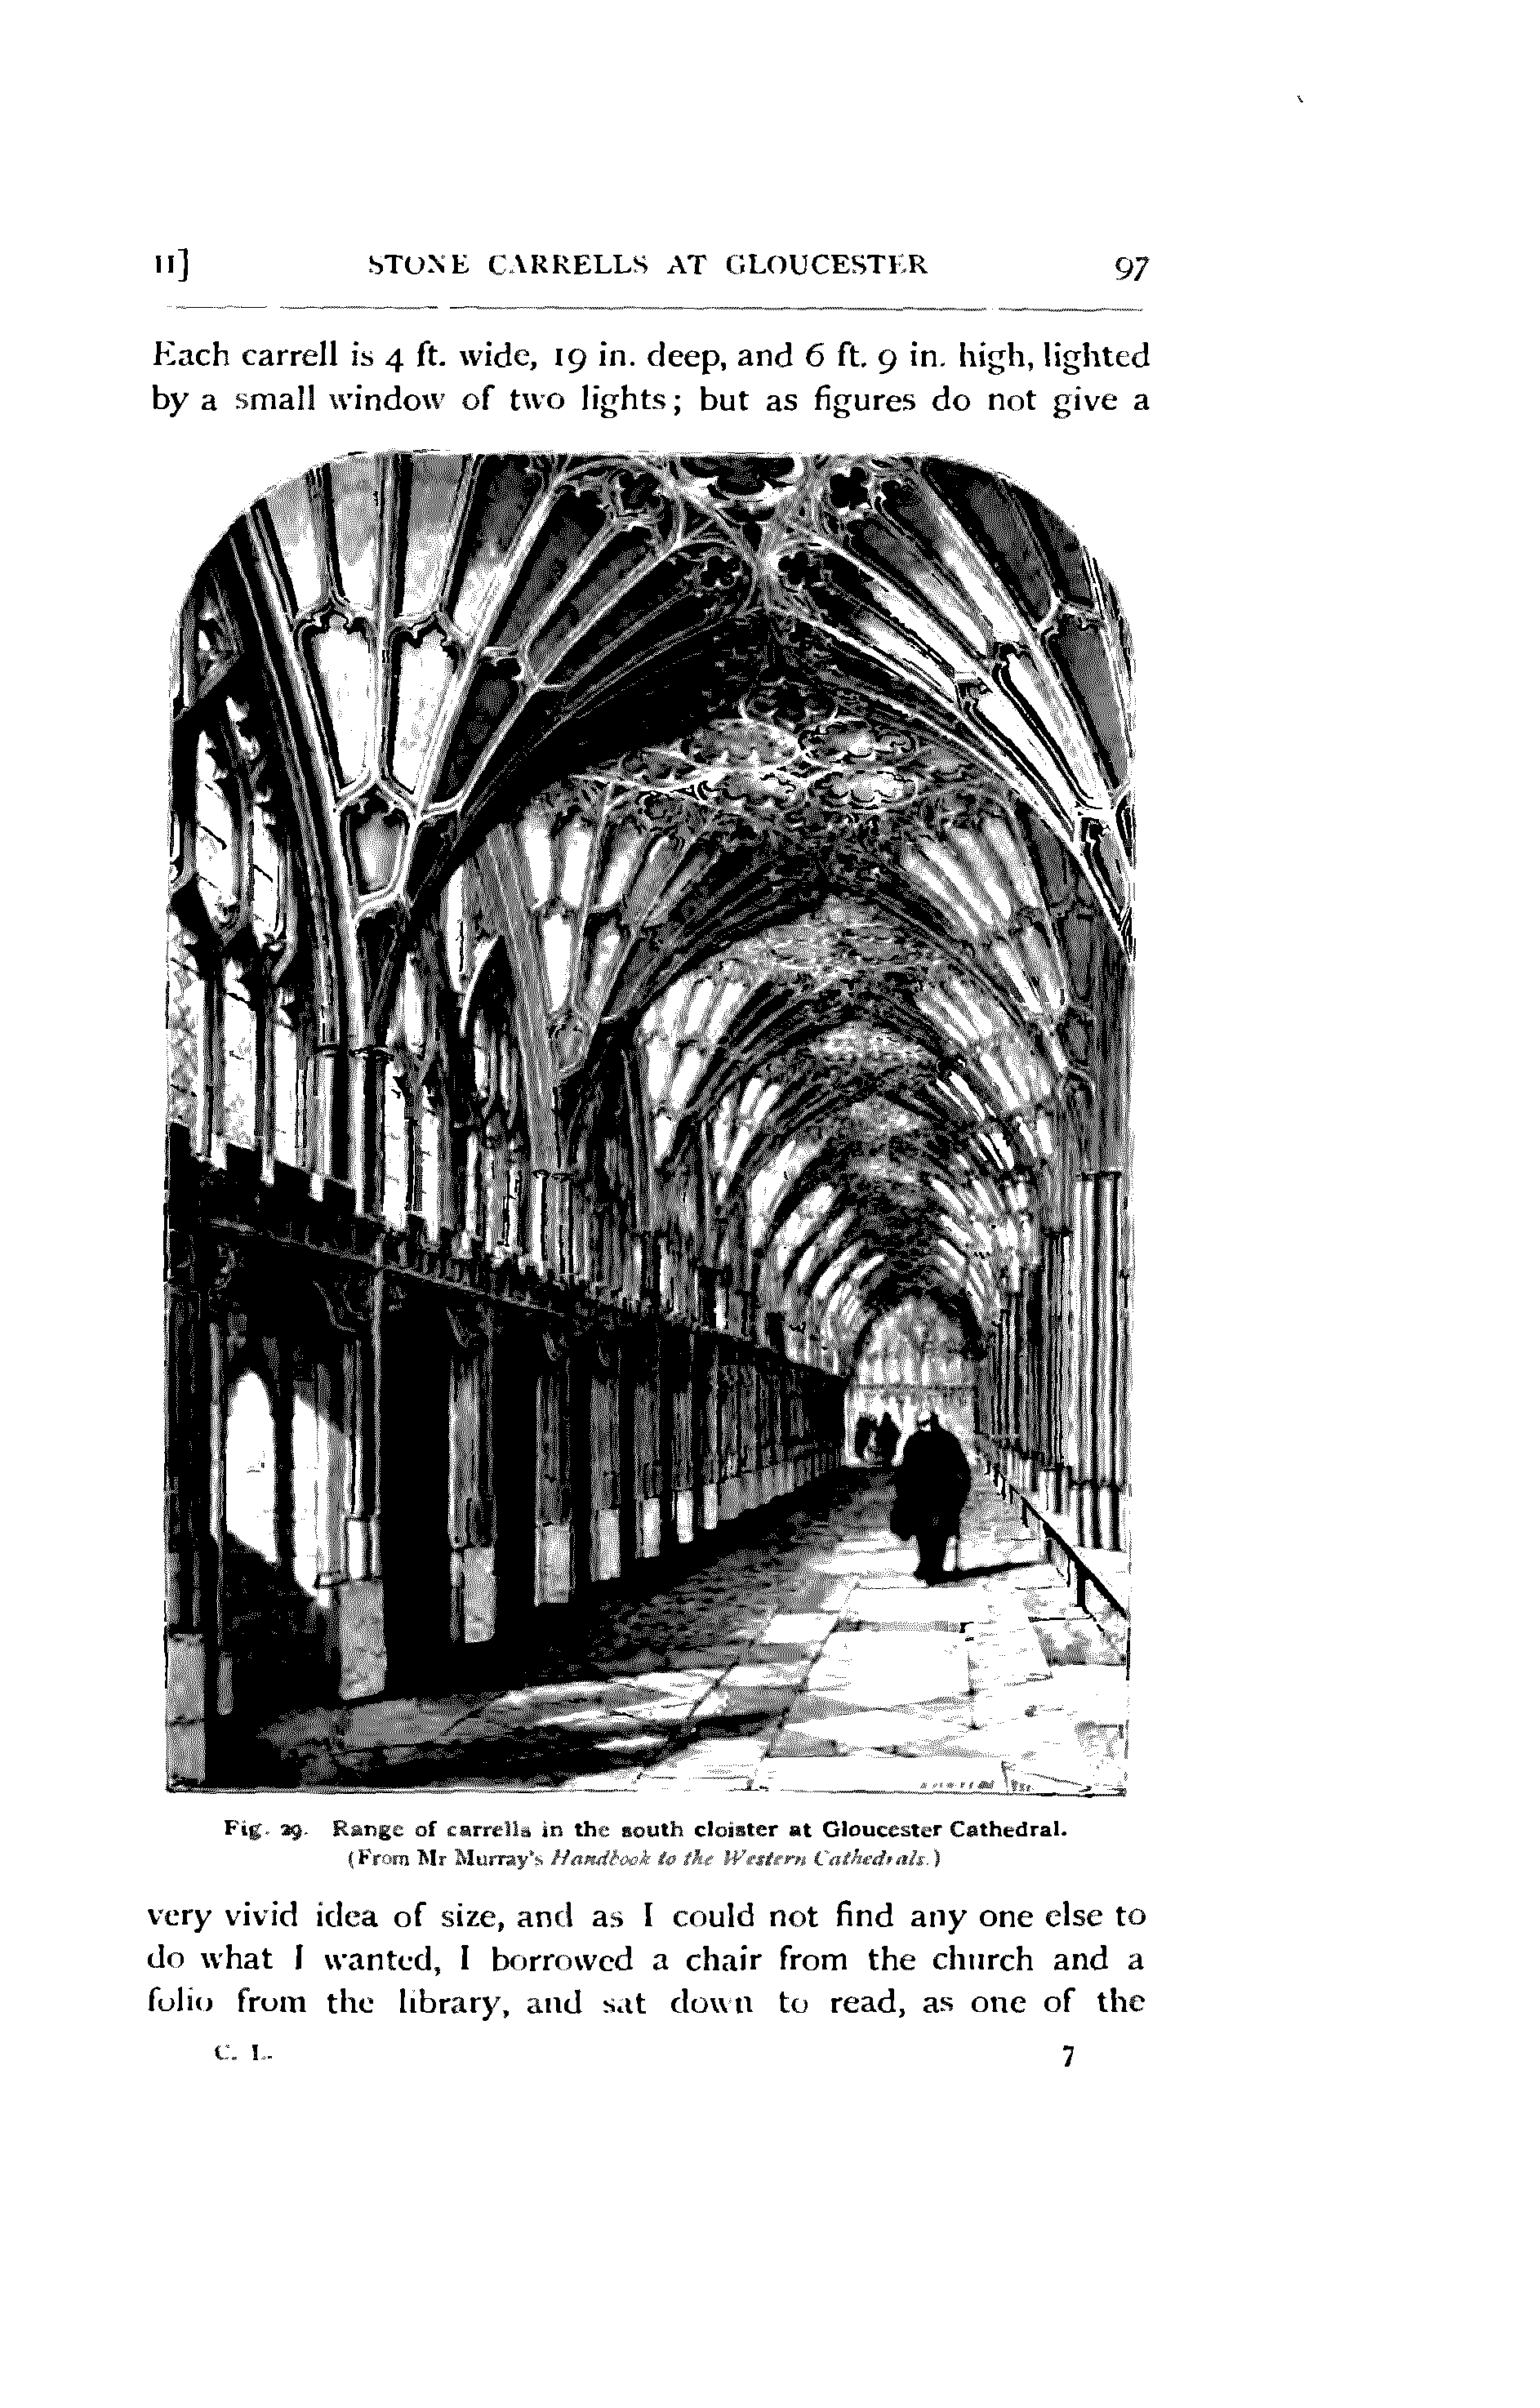 II] STONE CARRELLS AT GLOUCESTER 97
Each carrell is 4 ft. wide, 19 in. deep, and 6 ft. 9 in. high, lighted
by a small window of two lights; but as figures do not give a
Fig. 29. Range of carrells in the south cloister at Gloucester Cathedral.
(From Mr Murray's Handbook to the Western Cathedrals.)
very vivid idea of size, and as I could not find any one else to
do what I wanted, I borrowed a chair from the church and a
folio from the library, and sat down to read, as one of the
C. L. 7